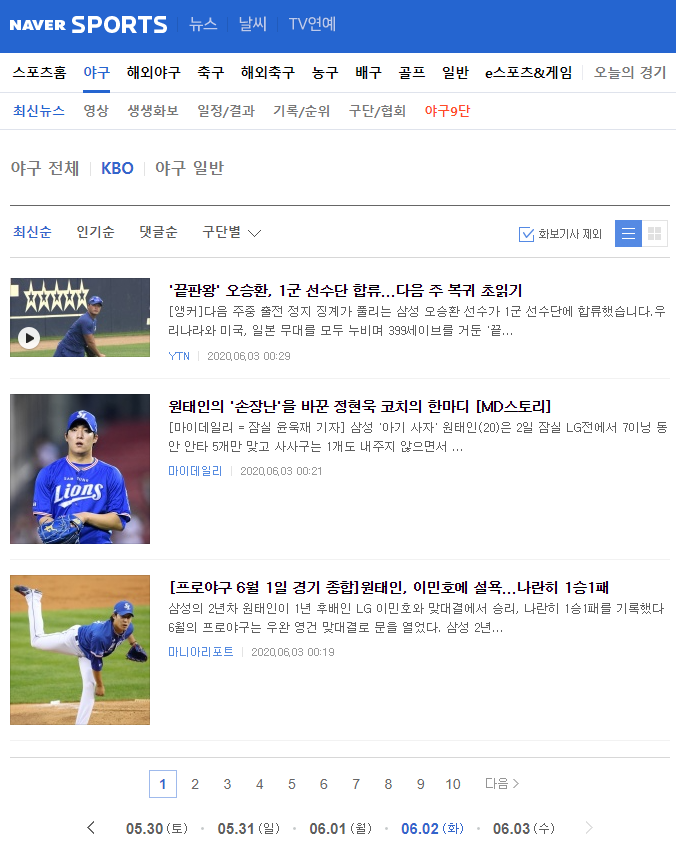 NAVER SPORTS 뉴스 날씨 TV연예
스포츠홈 야구 해외야구 축구 해외축구 농구 배구 골프 일반 e스포츠&게임 오늘의 경기
최신뉴스 영상 생생화보 일정/결과 기록/순위 구단/협회 야구9단
야구 전체 KBO 야구 일반
최신순 인기순 댓글순 구단별 화보기사 제외
'끝판왕' 오승환, 1군 선수단 합류...다음 주 복귀 초읽기
[앵커]다음 주중 출전 정지 징계가 풀리는 삼성 오승환 선수가 1군 선수단에 합류했습니다.우
리나라와 미국, 일본 무대를 모두 누비며 399세이브를 거둔 '끝...
YTN 2020.06.03 00:29
원태인의 '손장난'을 바꾼 정현욱 코치의 한마디 [MD스토리]
[마이데일리 = 잠실 윤욱재 기자] 삼성 '아기 사자' 원태인(20)은 2일 잠실 LG전에서 7이닝 동
안 안타 5개만 맞고 사사구는 1개도 내주지 않으면서 ...
마이데일리 2020.06.03 00:21
Lions
[프로야구 6월 1일 경기 종합]원태인, 이민호에 설욕...나란히 1승1패
삼성의 2년차 원태인이 1년 후배인 LG 이민호와 맞대결에서 승리, 나란히 1승1패를 기록했다
6월의 프로야구는 우완 영건 맞대결로 문을 열었다. 삼성 2년...
마니아리포트 2020.06.03 00:19
1 2 3 4 5 6 7 8 9 10 다음
05.30 (토) 05.31 (일) 06.01 (월) 06.02 (화) 06.03 (수)